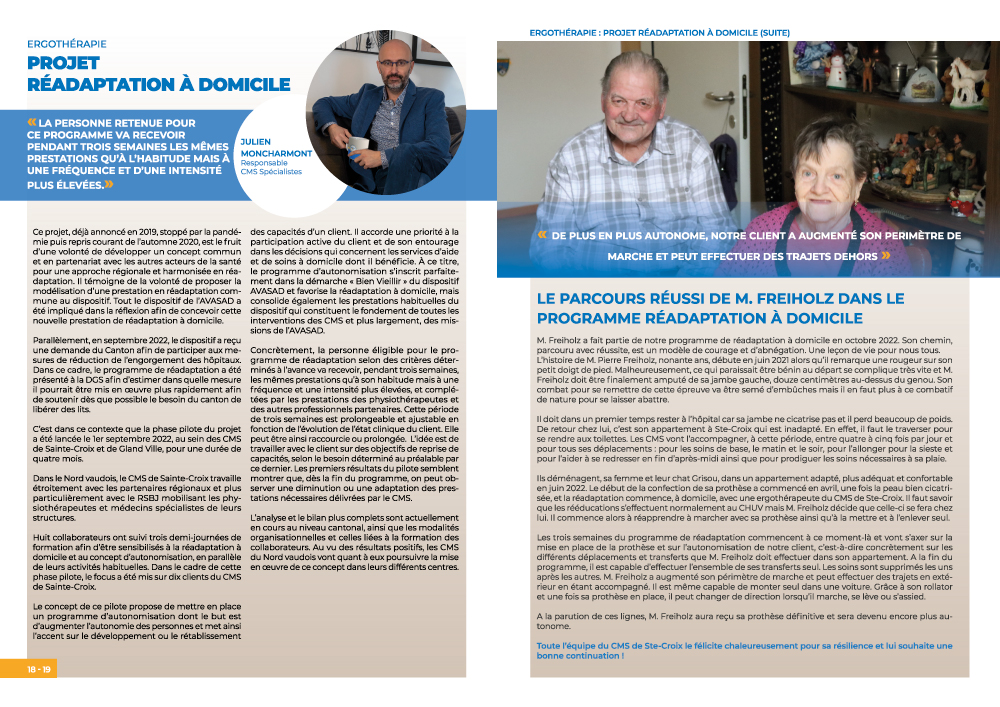 ERGOTHÉRAPIE
PROJET
RÉADAPTATION À DOMICILE
« LA PERSONNE RETENUE POUR
CE PROGRAMME VA RECEVOIR
PENDANT TROIS SEMAINES LES MÊMES
PRESTATIONS QU'À L'HABITUDE MAIS À
UNE FRÉQUENCE ET D'UNE INTENSITÉ
PLUS ÉLEVÉES.»
JULIEN
MONCHARMONT
Responsable
CMS Spécialistes
Ce projet, déjà annoncé en 2019, stoppé par la pandé-
mie puis repris courant de l'automne 2020, est le fruit
d'une volonté de développer un concept commun
et en partenariat avec les autres acteurs de la santé
pour une approche régionale et harmonisée en réa-
daptation. Il témoigne de la volonté de proposer la
modélisation d'une prestation en réadaptation com-
mune au dispositif. Tout le dispositif de l'AVASAD a
été impliqué dans la réflexion afin de concevoir cette
nouvelle prestation de réadaptation à domicile.
Parallèlement, en septembre 2022, le dispositif a reçu
une demande du Canton afin de participer aux me-
sures de réduction de l'engorgement des hôpitaux.
Dans ce cadre, le programme de réadaptation a été
présenté à la DGS afin d'estimer dans quelle mesure
il pourrait être mis en œuvre plus rapidement afin
de soutenir dès que possible le besoin du canton de
libérer des lits.
C'est dans ce contexte que la phase pilote du projet
a été lancée le 1er septembre 2022, au sein des CMS
de Sainte-Croix et de Gland Ville, pour une durée de
quatre mois.
Dans le Nord vaudois, le CMS de Sainte-Croix travaille
étroitement avec les partenaires régionaux et plus
particulièrement avec le RSBJ mobilisant les phy-
siothérapeutes et médecins spécialistes de leurs
structures.
Huit collaborateurs ont suivi trois demi-journées de
formation afin d'être sensibilisés à la réadaptation à
domicile et au concept d'autonomisation, en parallèle
de leurs activités habituelles. Dans le cadre de cette
phase pilote, le focus a été mis sur dix clients du CMS
de Sainte-Croix.
Le concept de ce pilote propose de mettre en place
un programme d'autonomisation dont le but est
d'augmenter l'autonomie des personnes et met ainsi
l'accent sur le développement ou le rétablissement
des capacités d'un client. Il accorde une priorité à la
participation active du client et de son entourage
dans les décisions qui concernent les services d'aide
et de soins à domicile dont il bénéficie. À ce titre,
le programme d'autonomisation s'inscrit parfaite-
ment dans la démarche « Bien Vieillir » du dispositif
AVASAD et favorise la réadaptation à domicile, mais
consolide également les prestations habituelles du
dispositif qui constituent le fondement de toutes les
interventions des CMS et plus largement, des mis-
sions de l'AVASAD.
Concrètement, la personne éligible pour le pro-
gramme de réadaptation selon des critères déter-
minés à l'avance va recevoir, pendant trois semaines,
les mêmes prestations qu'à son habitude mais à une
fréquence et une intensité plus élevées, et complé-
tées par les prestations des physiothérapeutes et
des autres professionnels partenaires. Cette période
de trois semaines est prolongeable et ajustable en
fonction de l'évolution de l'état clinique du client. Elle
peut être ainsi raccourcie ou prolongée. L'idée est de
travailler avec le client sur des objectifs de reprise de
capacités, selon le besoin déterminé au préalable par
ce dernier. Les premiers résultats du pilote semblent
montrer que, dès la fin du programme, on peut ob-
server une diminution ou une adaptation des pres-
tations nécessaires délivrées par le CMS.
L'analyse et le bilan plus complets sont actuellement
en cours au niveau cantonal, ainsi que les modalités
organisationnelles et celles liées à la formation des
collaborateurs. Au vu des résultats positifs, les CMS
du Nord vaudois vont quant à eux poursuivre la mise
en œuvre de ce concept dans leurs différents centres.
18 - 19
ERGOTHÉRAPIE : PROJET RÉADAPTATION À DOMICILE (SUITE)
« DE PLUS EN PLUS AUTONOME, NOTRE CLIENT A AUGMENTÉ SON PERIMÈTRE DE
MARCHE ET PEUT EFFECTUER DES TRAJETS DEHORS »
LE PARCOURS RÉUSSI DE M. FREIHOLZ DANS LE
PROGRAMME RÉADAPTATION À DOMICILE
M. Freiholz a fait partie de notre programme de réadaptation à domicile en octobre 2022. Son chemin,
parcouru avec réussite, est un modèle de courage et d'abnégation. Une leçon de vie pour nous tous.
L'histoire de M. Pierre Freiholz, nonante ans, débute en juin 2021 alors qu'il remarque une rougeur sur son
petit doigt de pied. Malheureusement, ce qui paraissait être bénin au départ se complique très vite et M.
Freiholz doit être finalement amputé de sa jambe gauche, douze centimètres au-dessus du genou. Son
combat pour se remettre de cette épreuve va être semé d'embûches mais il en faut plus à ce combatif
de nature pour se laisser abattre.
Il doit dans un premier temps rester à l'hôpital car sa jambe ne cicatrise pas et il perd beaucoup de poids.
De retour chez lui, c'est son appartement à Ste-Croix qui est inadapté. En effet, il faut le traverser pour
se rendre aux toilettes. Les CMS vont l'accompagner, à cette période, entre quatre à cinq fois par jour et
pour tous ses déplacements : pour les soins de base, le matin et le soir, pour l'allonger pour la sieste et
pour l'aider à se redresser en fin d'après-midi ainsi que pour prodiguer les soins nécessaires à sa plaie.
Ils déménagent, sa femme et leur chat Grisou, dans un appartement adapté, plus adéquat et confortable
en juin 2022. Le début de la confection de sa prothèse a commencé en avril, une fois la peau bien cicatri-
sée, et la réadaptation commence, à domicile, avec une ergothérapeute du CMS de Ste-Croix. Il faut savoir
que les rééducations s'effectuent normalement au CHUV mais M. Freiholz décide que celle-ci se fera chez
lui. Il commence alors à réapprendre à marcher avec sa prothèse ainsi qu'à la mettre et à l'enlever seul.
Les trois semaines du programme de réadaptation commencent à ce moment-là et vont s'axer sur la
mise en place de la prothèse et sur l'autonomisation de notre client, c'est-à-dire concrètement sur les
différents déplacements et transferts que M. Freiholz doit effectuer dans son appartement. A la fin du
programme, il est capable d'effectuer l'ensemble de ses transferts seul. Les soins sont supprimés les uns
après les autres. M. Freiholz a augmenté son périmètre de marche et peut effectuer des trajets en exté-
rieur en étant accompagné. Il est même capable de monter seul dans une voiture. Grâce à son rollator
et une fois sa prothèse en place, il peut changer de direction lorsqu'il marche, se lève ou s'assied.
A la parution de ces lignes, M. Freiholz aura reçu sa prothèse définitive et sera devenu encore plus au-
tonome.
Toute l'équipe du CMS de Ste-Croix le félicite chaleureusement pour sa résilience et lui souhaite une
bonne continuation !